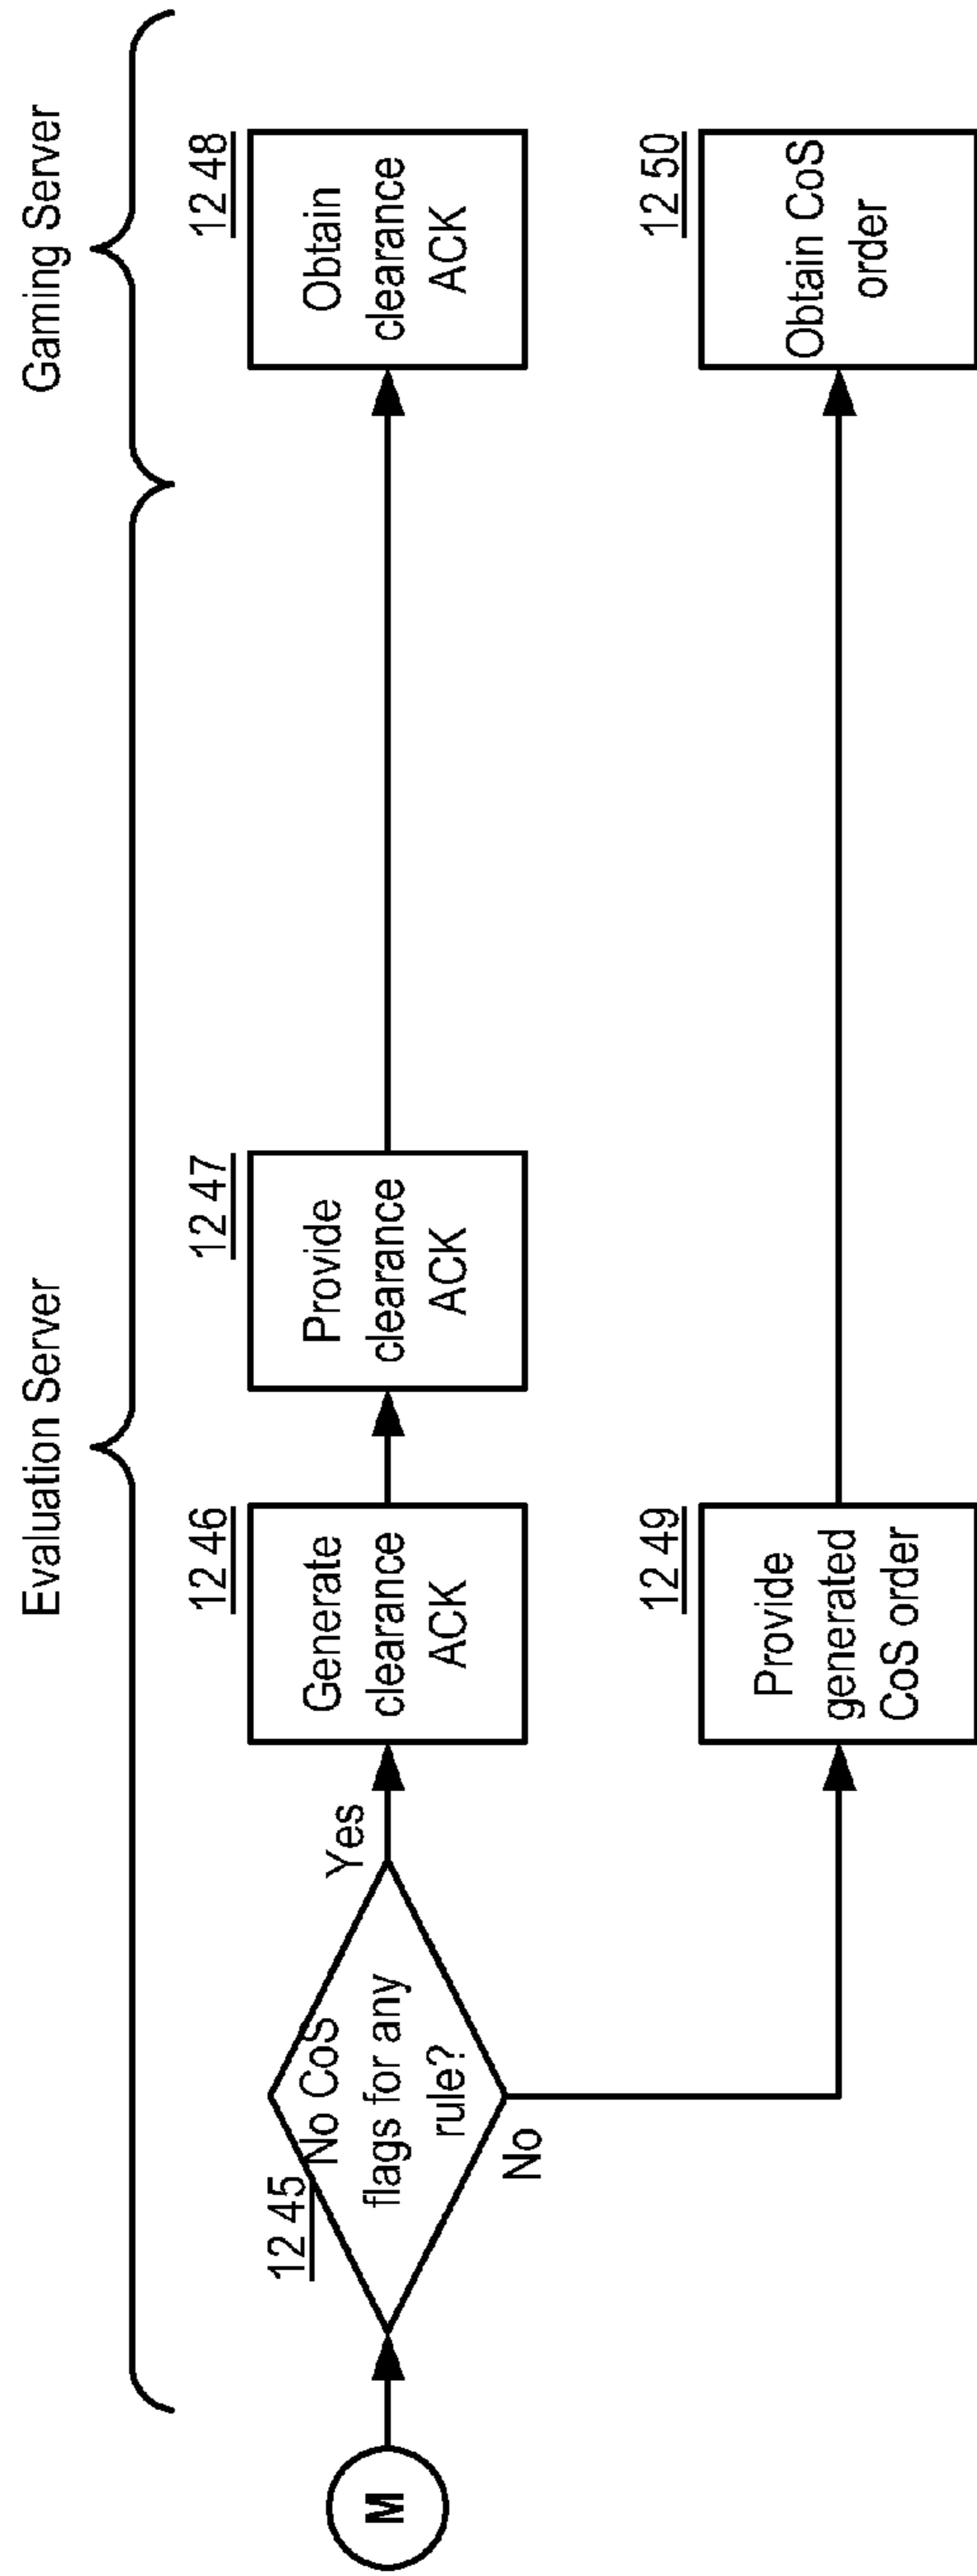 Evaluation Server
Gaming Server
M
12 45
No CoS
flags for any
rule?
Yes
No
12 46
Generate
clearance
ACK
12 47
Provide
clearance
ACK
12 48
Obtain
clearance
ACK
12 49
Provide
generated
CoS order
12 50
Obtain CoS
order